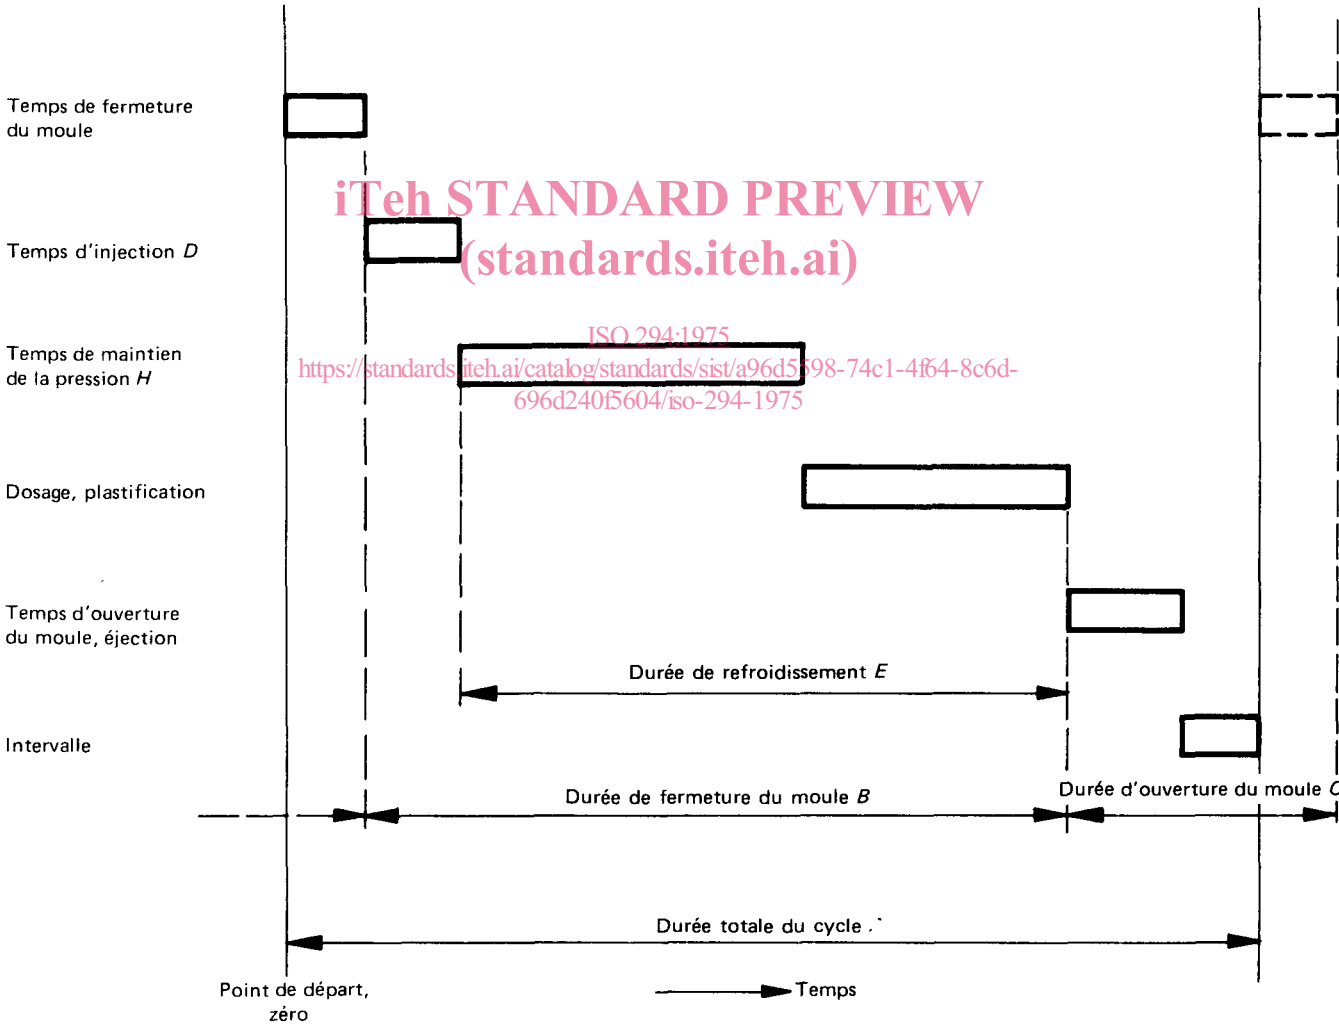 Temps de fermeture
du moule
iTeh STANDARD PREVIEW
Temps d'injection D
(standards.iteh.ai)
ISO 294:1975
Temps de maintien
de la pression H
https://standards.iteh.ai/catalog/standards/sist/a96d5598-74c1-4f64-8c6d-
696d240f5604/iso-294-1975
Dosage, plastification
Temps d'ouverture
du moule, éjection
Durée de refroidissement E
Intervalle
Durée de fermeture du moule B
Durée d'ouverture du moule C
Durée totale du cycle
Point de départ,
zéro
Temps